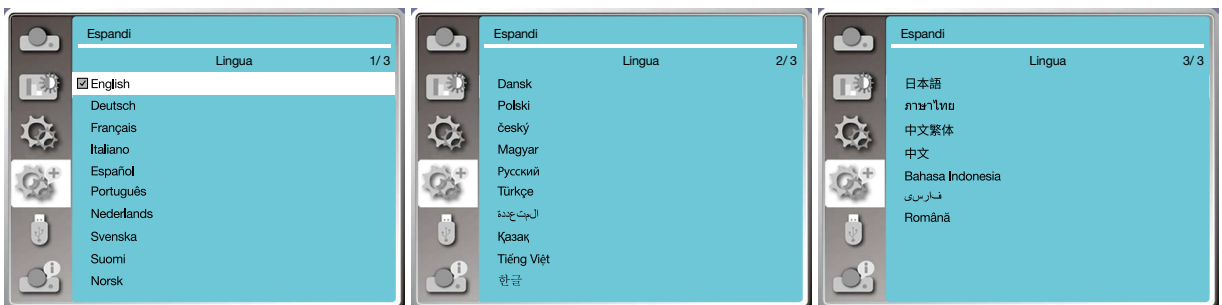 Espandi
Lingua 1/ 3
English
Deutsch
Français
Italiano
Español
Português
Nederlands
Svenska
Suomi
Norsk
Espandi
Lingua 2/ 3
Dansk
Polski
český
Magyar
Русский
Türkçe
المتعددة
Қазақ
Tiếng Việt
한글
Espandi
Lingua 3/ 3
日本語
ภาษาไทย
中文繁体
中文
Bahasa Indonesia
فارسی
Română